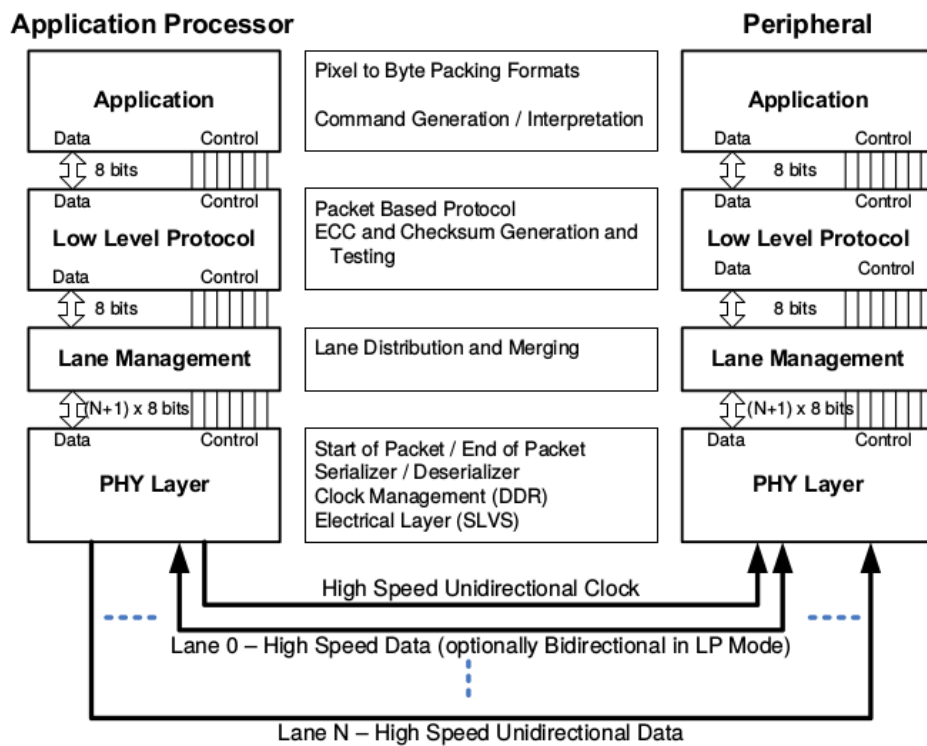 Application Processor
Peripheral
Application
Data Control
8 bits
Data Control
Low Level Protocol
Data Control
8 bits
Lane Management
(N+1) x 8 bits
Data Control
PHY Layer
Pixel to Byte Packing Formats
Command Generation / Interpretation
Packet Based Protocol
ECC and Checksum Generation and
Testing
Lane Distribution and Merging
Start of Packet / End of Packet
Serializer / Deserializer
Clock Management (DDR)
Electrical Layer (SLVS)
Application
Data Control
8 bits
Data Control
Low Level Protocol
Data Control
8 bits
Lane Management
(N+1) x 8 bits
Data Control
PHY Layer
High Speed Unidirectional Clock
Lane 0 – High Speed Data (optionally Bidirectional in LP Mode)
Lane N – High Speed Unidirectional Data